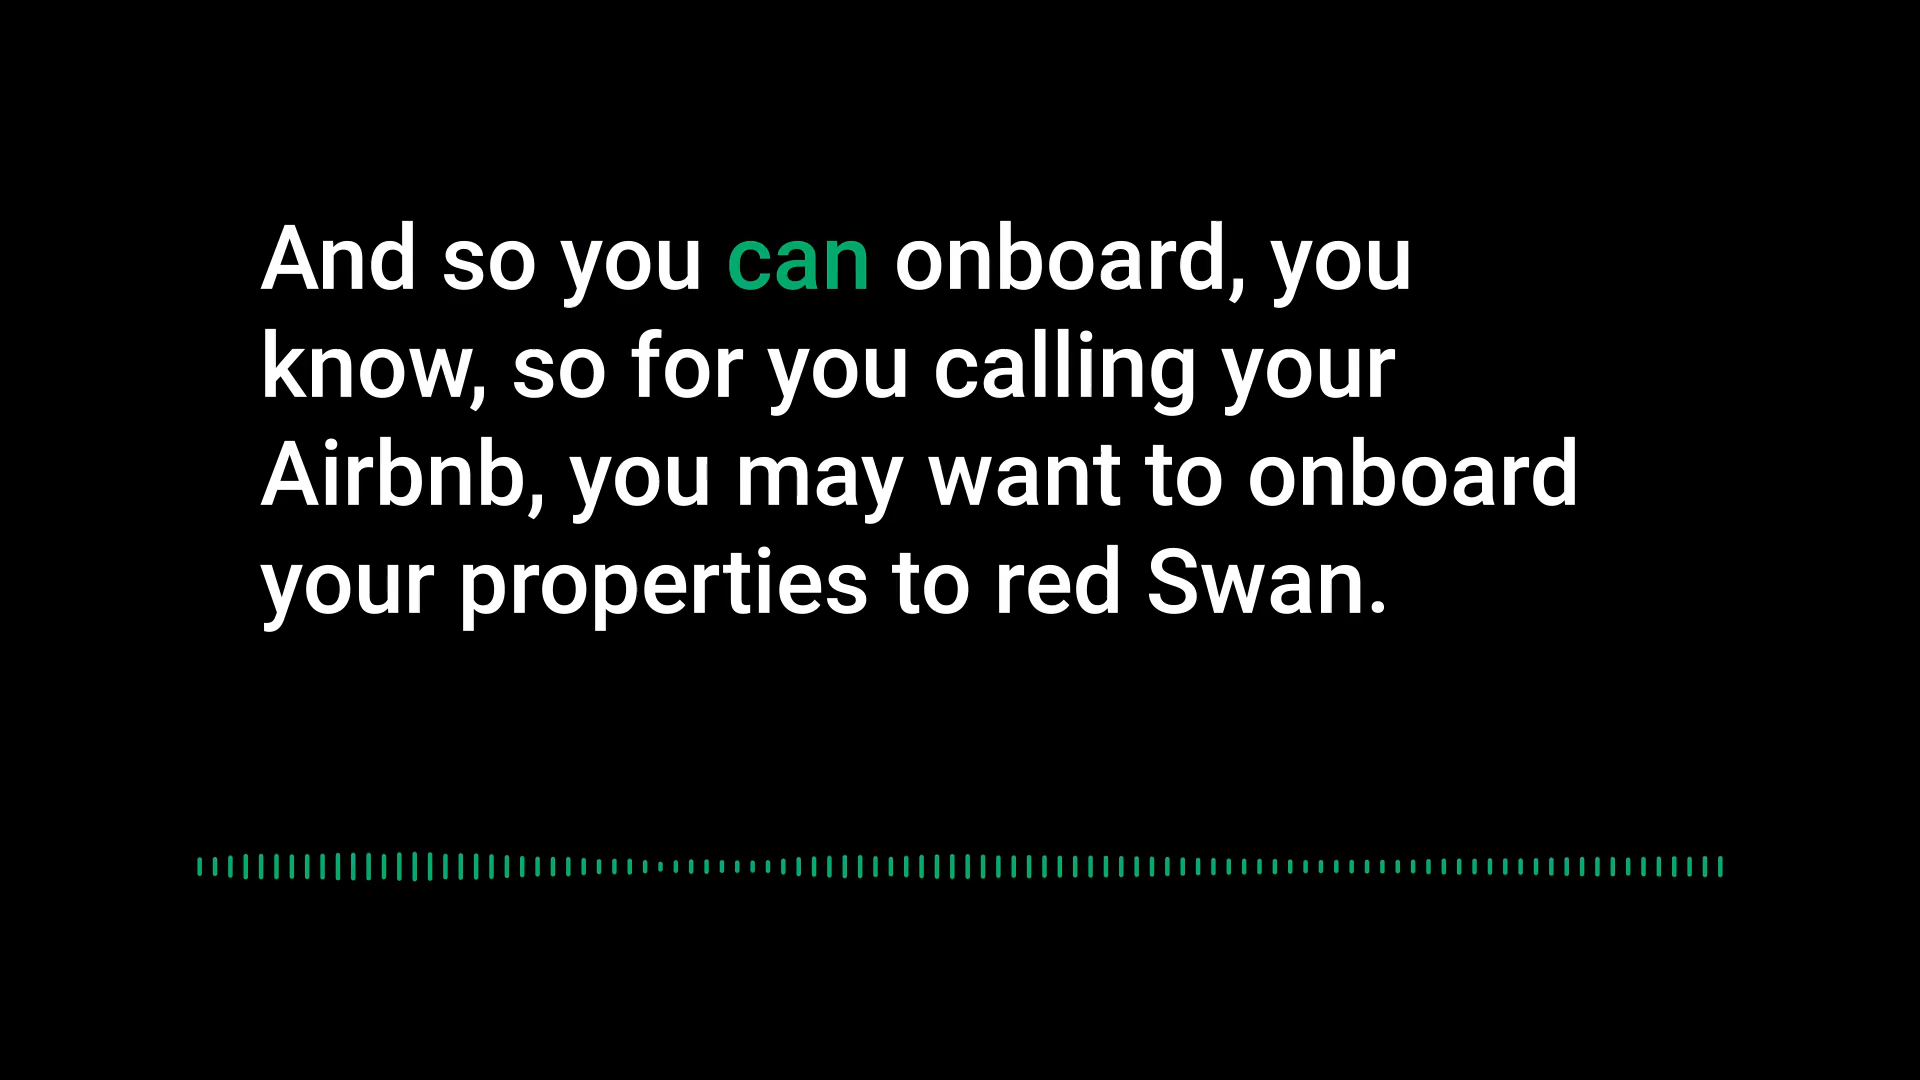 And so you can onboard, you
know, so for you calling your
Airbnb, you may want to onboard
your properties to red Swan.